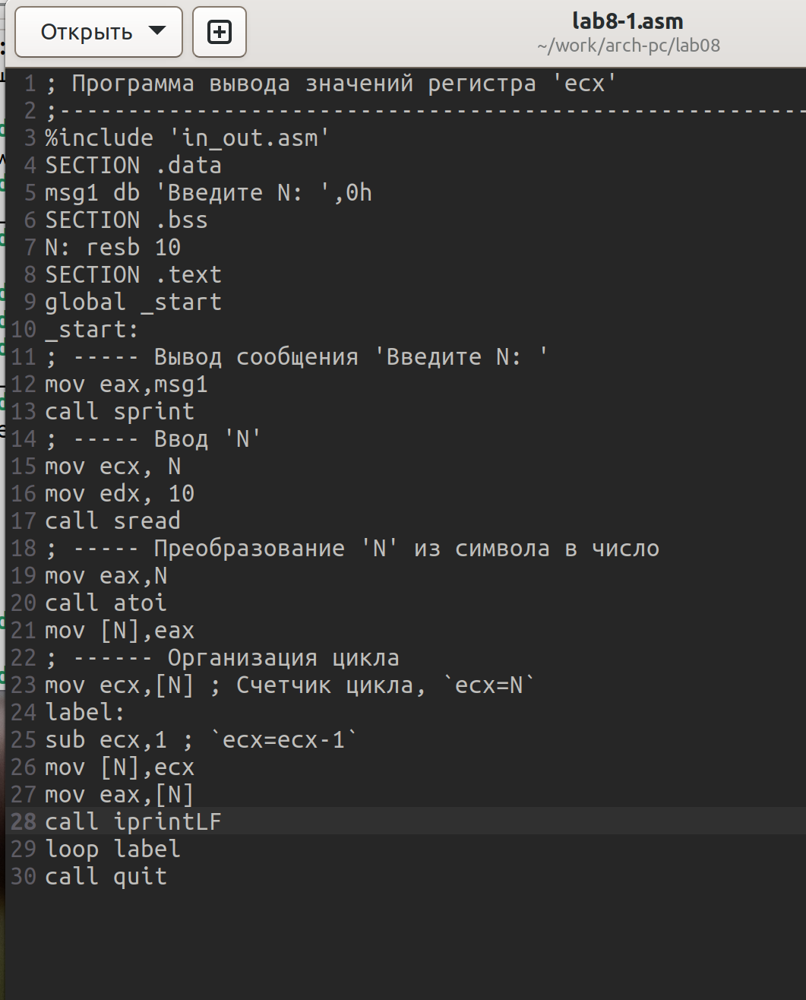 Открыть
lab8-1.asm
~/work/arch-pc/lab08
1 ; Программа вывода значений регистра 'ecx'
2 ;-------------------------------------------------------
3 %include 'in_out.asm'
4 SECTION .data
5 msg1 db 'Введите N: ',0h
6 SECTION .bss
7 N: resb 10
8 SECTION .text
9 global _start
10 _start:
11 ; ----- Вывод сообщения 'Введите N: '
12 mov eax,msg1
13 call sprint
14 ; ----- Ввод 'N'
15 mov ecx, N
16 mov edx, 10
17 call sread
18 ; ----- Преобразование 'N' из символа в число
19 mov eax,N
20 call atoi
21 mov [N],eax
22 ; ------ Организация цикла
23 mov ecx,[N] ; Счетчик цикла, `ecx=N`
24 label:
25 sub ecx,1 ; `ecx=ecx-1`
26 mov [N],ecx
27 mov eax,[N]
28 call iprintLF
29 loop label
30 call quit